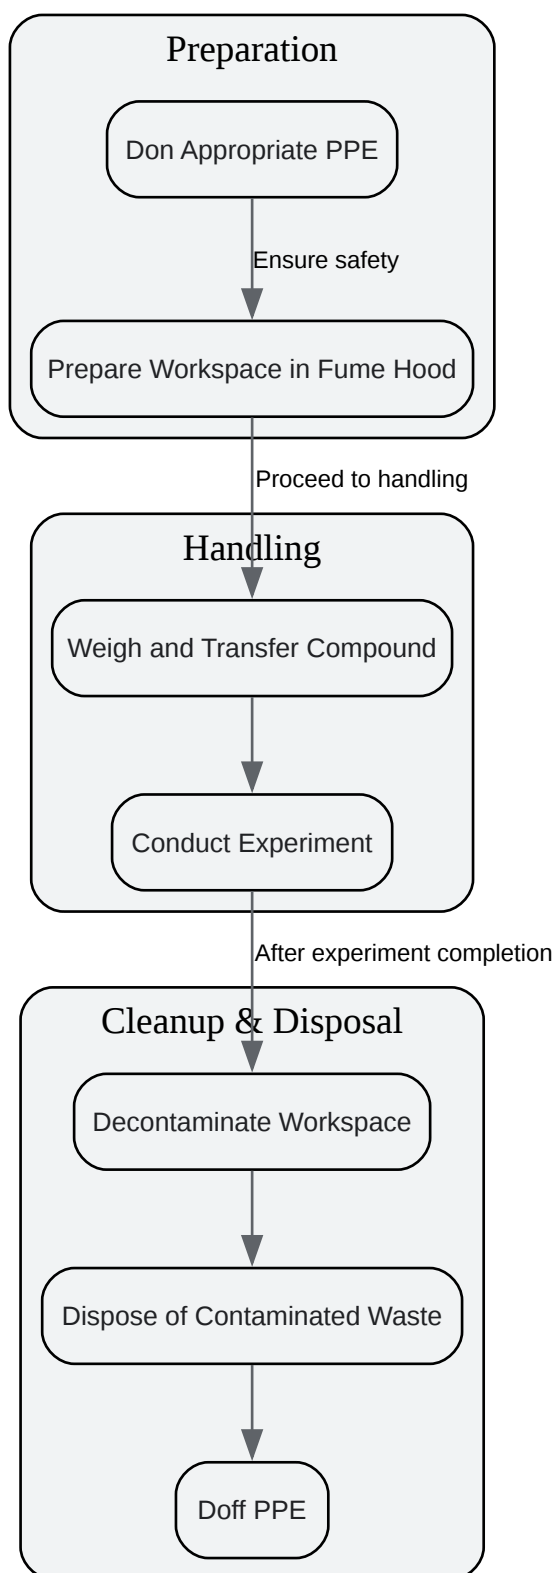 Preparation
Don Appropriate PPE
Ensure safety
Prepare Workspace in Fume Hood
Proceed to handling
Handling
Weigh and Transfer Compound
Conduct Experiment
After experiment completion
Cleanup & Disposal
Decontaminate Workspace
Dispose of Contaminated Waste
Doff PPE